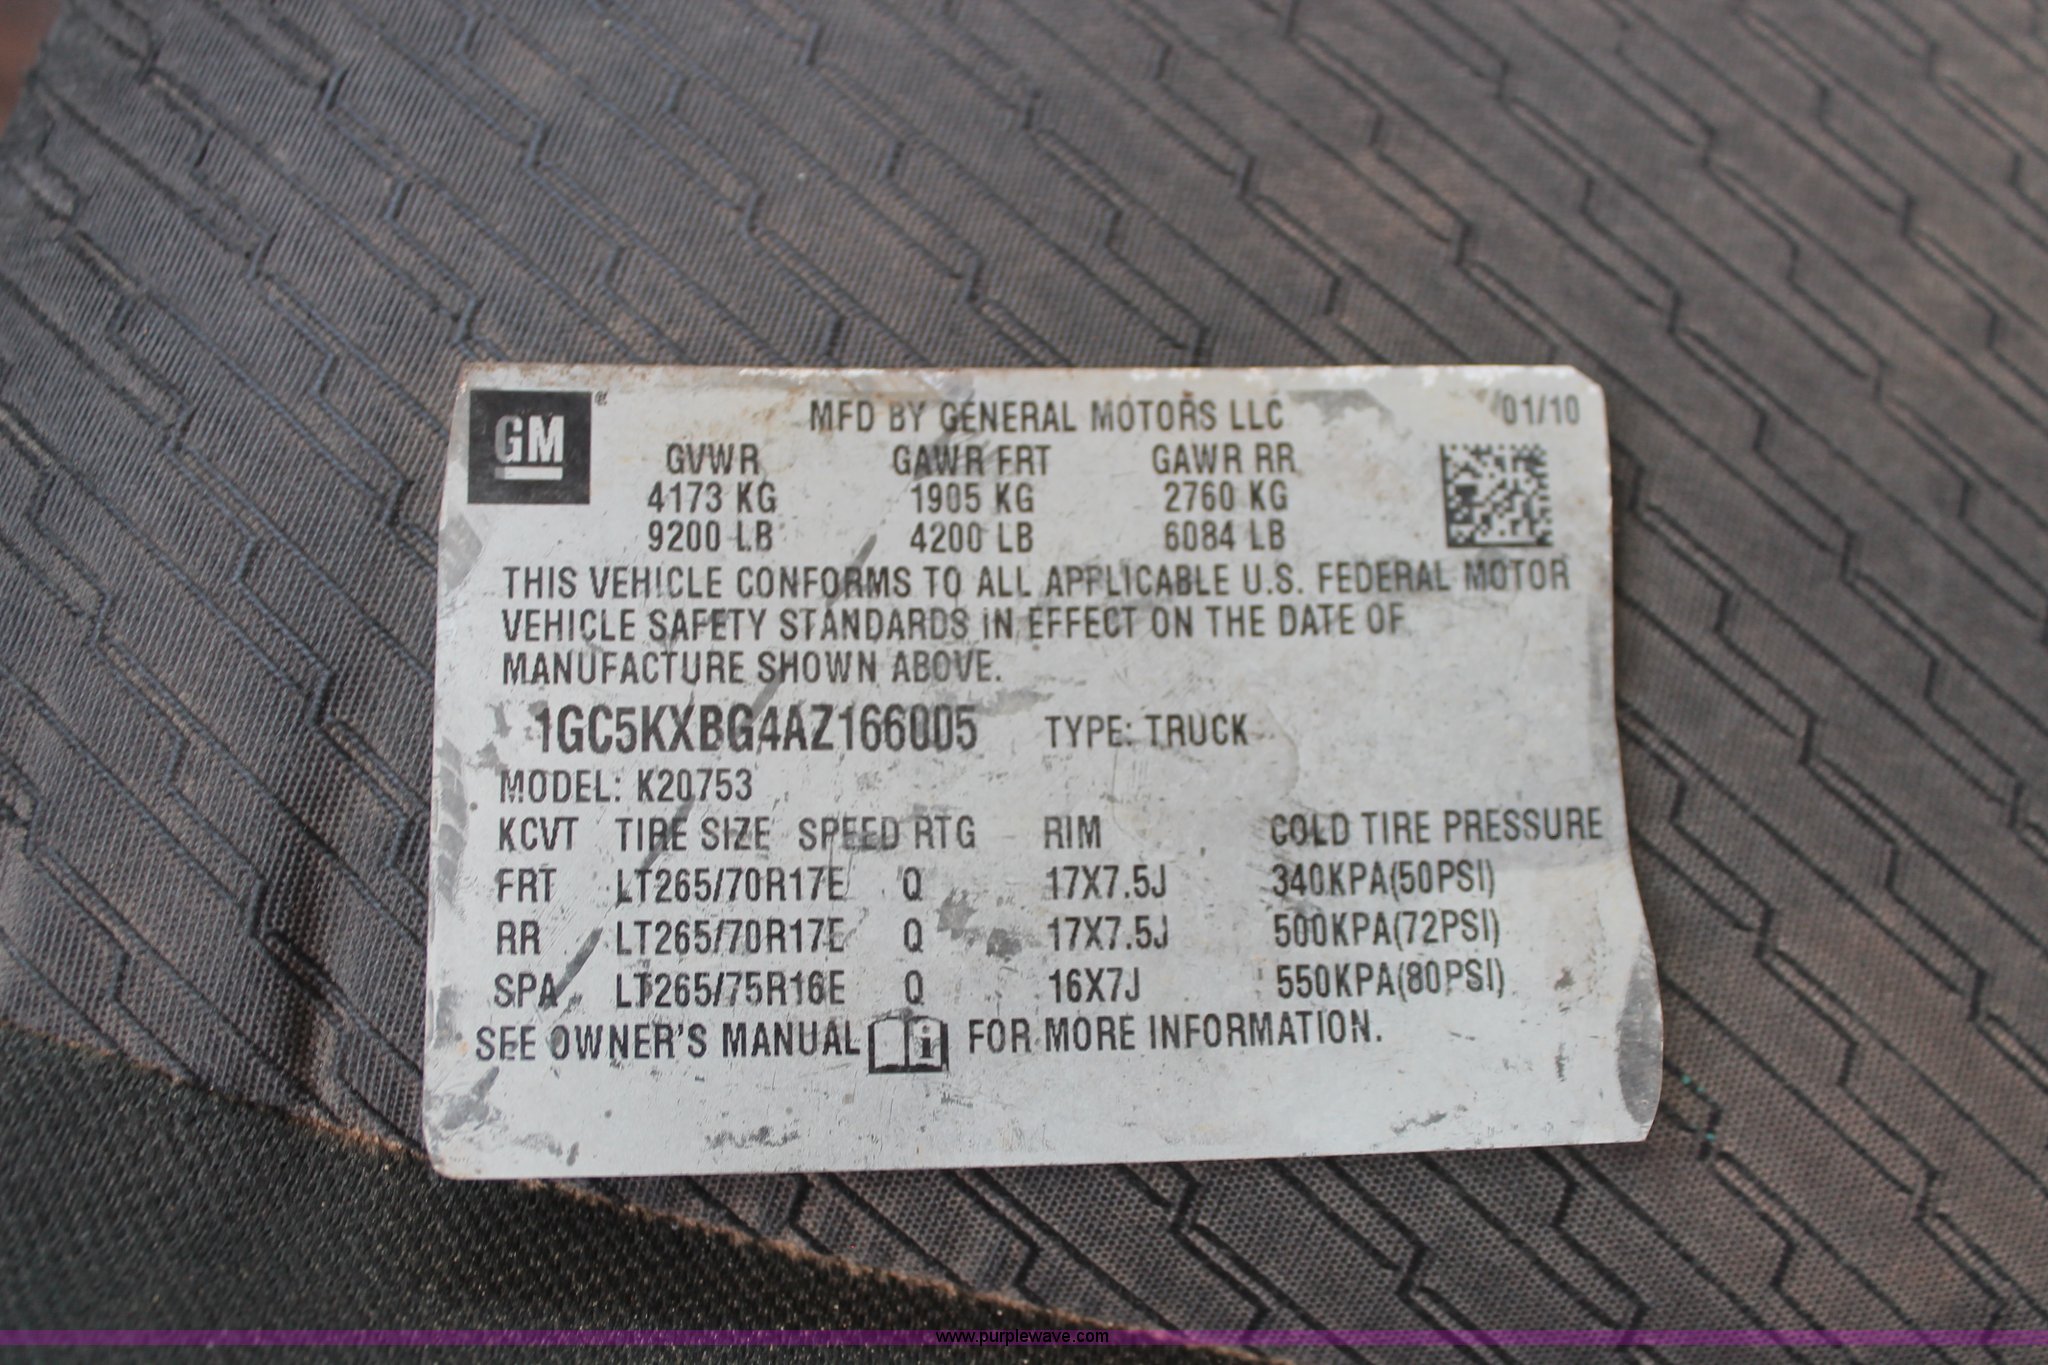 GM®
MFD BY GENERAL MOTORS LLC 01/10
GVWR GAWR FRT GAWR RR
4173 KG 1905 KG 2760 KG
9200 LB 4200 LB 6084 LB
THIS VEHICLE CONFORMS TO ALL APPLICABLE U.S. FEDERAL MOTOR
VEHICLE SAFETY STANDARDS IN EFFECT ON THE DATE OF
MANUFACTURE SHOWN ABOVE.
1GC5KXBG4AZ166005 TYPE: TRUCK
MODEL: K20753
KCVT TIRE SIZE SPEED RTG RIM COLD TIRE PRESSURE
FRT LT265/70R17E Q 17X7.5J 340KPA(50PSI)
RR LT265/70R17E Q 17X7.5J 500KPA(72PSI)
SPA LT265/75R16E Q 16X7J 550KPA(80PSI)
SEE OWNER'S MANUAL i FOR MORE INFORMATION.
www.purplewave.com